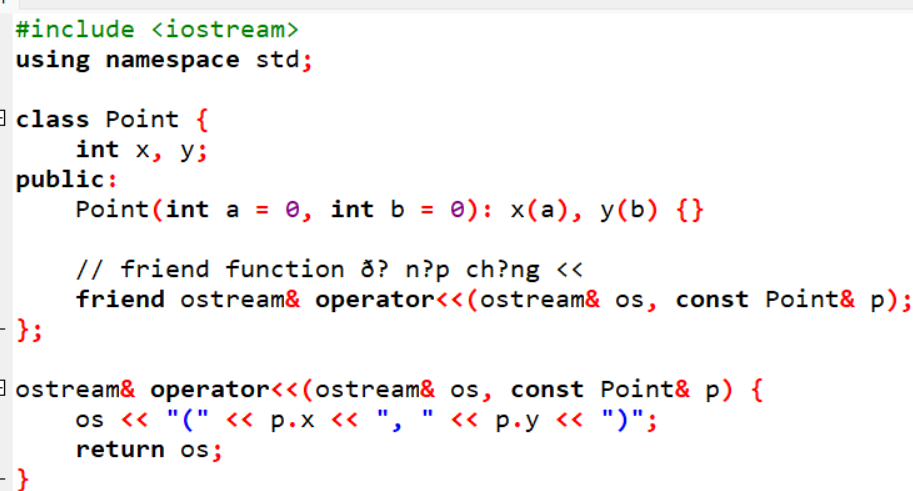 #include <iostream>
using namespace std;
class Point {
int x, y;
public:
Point(int a = 0, int b = 0): x(a), y(b) {}
// friend function ð? n?p ch?ng <<
friend ostream& operator<<(ostream& os, const Point& p);
};
ostream& operator<<(ostream& os, const Point& p) {
os << "(" << p.x << ", " << p.y << ")";
return os;
}